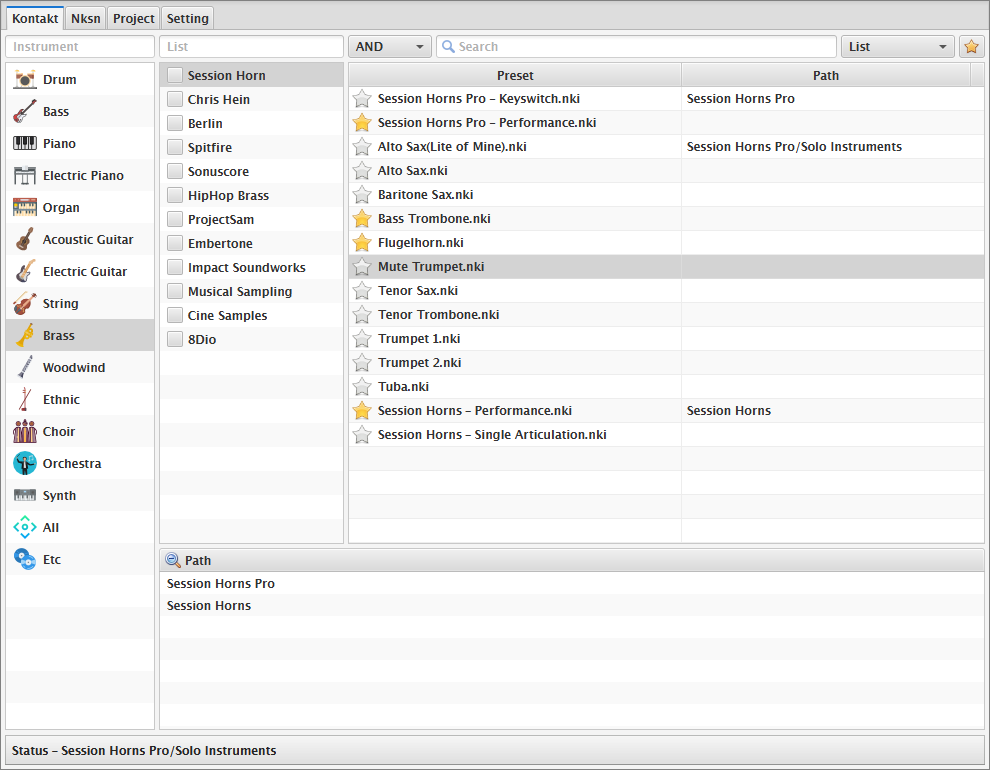 Kontakt Nksn Project Setting
Instrument List AND Search List
Drum
Bass
Piano
Electric Piano
Organ
Acoustic Guitar
Electric Guitar
String
Brass
Woodwind
Ethnic
Choir
Orchestra
Synth
All
Etc
Session Horn
Chris Hein
Berlin
Spitfire
Sonuscore
HipHop Brass
ProjectSam
Embertone
Impact Soundworks
Musical Sampling
Cine Samples
8Dio
Preset Path
Session Horns Pro – Keyswitch.nki Session Horns Pro
Session Horns Pro – Performance.nki
Alto Sax(Lite of Mine).nki Session Horns Pro/Solo Instruments
Alto Sax.nki
Baritone Sax.nki
Bass Trombone.nki
Flugelhorn.nki
Mute Trumpet.nki
Tenor Sax.nki
Tenor Trombone.nki
Trumpet 1.nki
Trumpet 2.nki
Tuba.nki
Session Horns – Performance.nki Session Horns
Session Horns – Single Articulation.nki
Path
Session Horns Pro
Session Horns
Status – Session Horns Pro/Solo Instruments